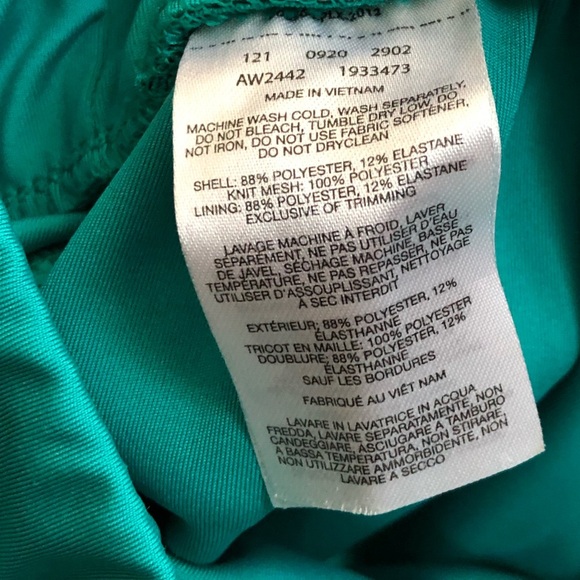 2012
121 0920 2902
AW2442 1933473
MADE IN VIETNAM
MACHINE WASH COLD, WASH SEPARATELY,
DO NOT BLEACH, TUMBLE DRY LOW, DO
NOT IRON, DO NOT USE FABRIC SOFTENER,
DO NOT DRYCLEAN
SHELL: 88% POLYESTER, 12% ELASTANE
KNIT MESH: 100% POLYESTER
LINING: 88% POLYESTER, 12% ELASTANE
EXCLUSIVE OF TRIMMING
LAVAGE MACHINE A FROID, LAVER
SÉPARÉMENT, NE PAS UTILISER D'EAU
DE JAVEL, SÉCHAGE MACHINE, BASSE
TEMPÉRATURE, NE PAS REPASSER, NE PAS
UTILISER D'ASSOUPLISSANT, NETTOYAGE
A SEC INTERDIT
EXTÉRIEUR; 88% POLYESTER, 12%
ÉLASTHANNE
TRICOT EN MAILLE: 100% POLYESTER
DOUBLURE: 88% POLYESTER, 12%
ÉLASTHANNE
SAUF LES BORDURES
FABRIQUÉ AU VIÊT NAM
LAVARE IN LAVATRICE IN ACQUA
FREDDA, LAVARE SEPARATAMENTE, NON
CANDEGGIARE, ASCIUGARE A TAMBURO
A BASSA TEMPERATURA, NON STIRARE,
NON UTILIZZARE AMMORBIDENTE, NON
LAVARE A SECCO